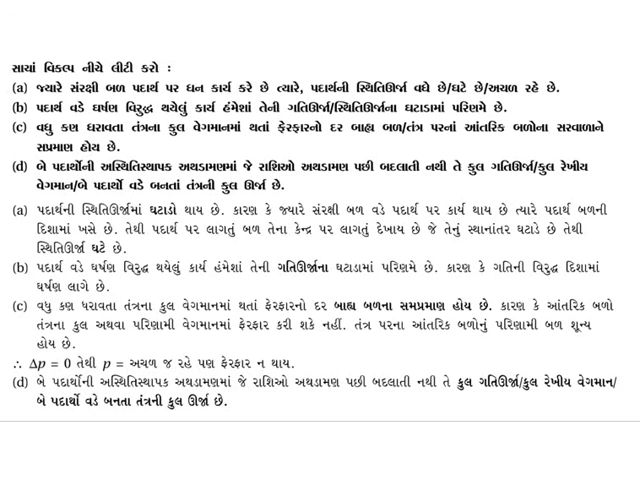 સાચાં વિકલ્પ નીચે લીટી કરો :
(a) જ્યારે સંરક્ષી બળ પદાર્થ પર ધન કાર્ય કરે છે ત્યારે, પદાર્થની સ્થિતિઊર્જા વધે છે/ઘટે છે/અચળ રહે છે.
(b) પદાર્થ વડે ઘર્ષણ વિરુદ્ધ થયેલું કાર્ય હંમેશાં તેની ગતિઊર્જા/સ્થિતિઊર્જાના ઘટાડામાં પરિણમે છે.
(c) વધુ કણ ધરાવતા તંત્રના કુલ વેગમાનમાં થતાં ફેરફારનો દર બાહ્ય બળ/તંત્ર પરનાં આંતરિક બળોના સરવાળાને
સપ્રમાણ હોય છે.
(d) બે પદાર્થોની અસ્થિતિસ્થાપક અથડામણમાં જે રાશિઓ અથડામણ પછી બદલાતી નથી તે કુલ ગતિઊર્જા/કુલ રેખીય
વેગમાન/બે પદાર્થો વડે બનતાં તંત્રની કુલ ઊર્જા છે.
(a) પદાર્થની સ્થિતિઊર્જામાં ઘટાડો થાય છે. કારણ કે જ્યારે સંરક્ષી બળ વડે પદાર્થ પર કાર્ય થાય છે ત્યારે પદાર્થ બળની
દિશામાં ખસે છે. તેથી પદાર્થ પર લાગતું બળ તેના કેન્દ્ર પર લાગતું દેખાય છે જે તેનું સ્થાનાંતર ઘટાડે છે તેથી
સ્થિતિઊર્જા ઘટે છે.
(b) પદાર્થ વડે ઘર્ષણ વિરુદ્ધ થયેલું કાર્ય હંમેશાં તેની ગતિઊર્જાના ઘટાડામાં પરિણમે છે. કારણ કે ગતિની વિરુદ્ધ દિશામાં
ઘર્ષણ લાગે છે.
(c) વધુ કણ ધરાવતા તંત્રના કુલ વેગમાનમાં થતાં ફેરફારનો દર બાહ્ય બળના સમપ્રમાણ હોય છે. કારણ કે આંતરિક બળો
તંત્રના કુલ અથવા પરિણામી વેગમાનમાં ફેરફાર કરી શકે નહીં. તંત્ર પરના આંતરિક બળોનું પરિણામી બળ શૂન્ય
હોય છે.
∴ Δp = 0 તેથી p = અચળ જ રહે પણ ફેરફાર ન થાય.
(d) બે પદાર્થોની અસ્થિતિસ્થાપક અથડામણમાં જે રાશિઓ અથડામણ પછી બદલાતી નથી તે કુલ ગતિઊર્જા/કુલ રેખીય વેગમાન/
બે પદાર્થો વડે બનતા તંત્રની કુલ ઊર્જા છે.